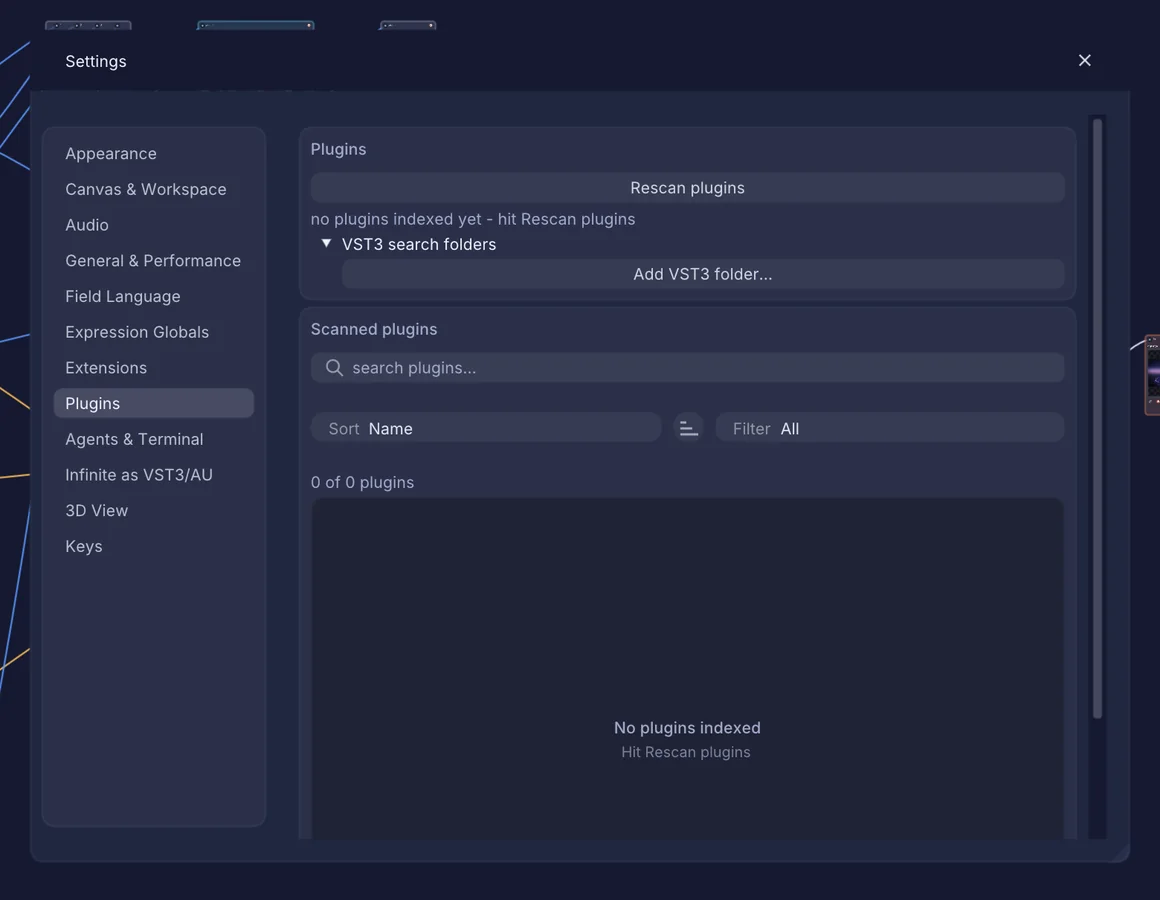 Settings
Appearance
Canvas & Workspace
Audio
General & Performance
Field Language
Expression Globals
Extensions
Plugins
Agents & Terminal
Infinite as VST3/AU
3D View
Keys
Plugins
Rescan plugins
no plugins indexed yet - hit Rescan plugins
VST3 search folders
Add VST3 folder...
Scanned plugins
search plugins...
Sort Name
Filter All
0 of 0 plugins
No plugins indexed
Hit Rescan plugins